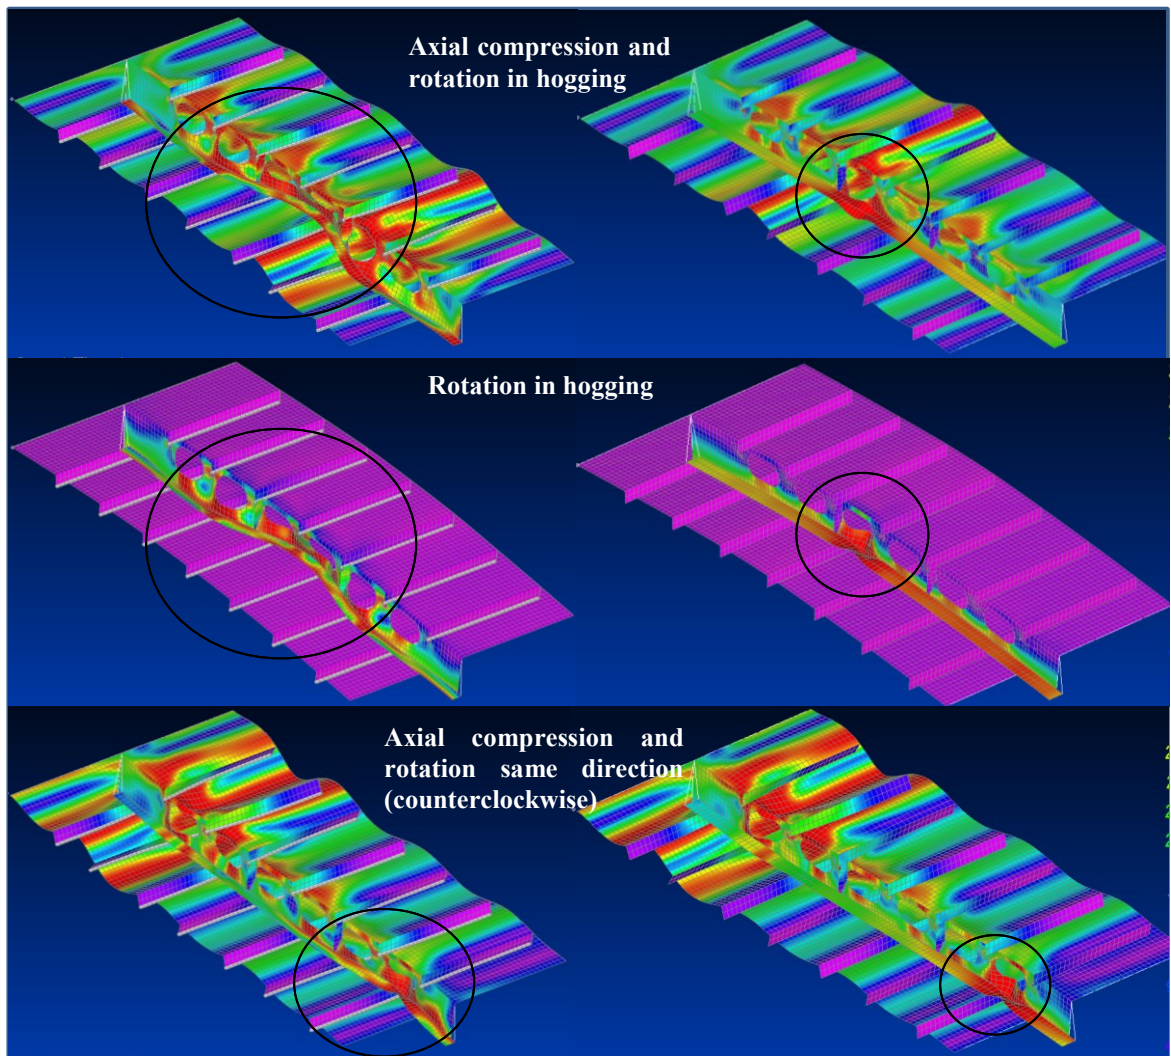 Axial compression and
rotation in hogging
Rotation in hogging
Axial compression and
rotation same direction
(counterclockwise)